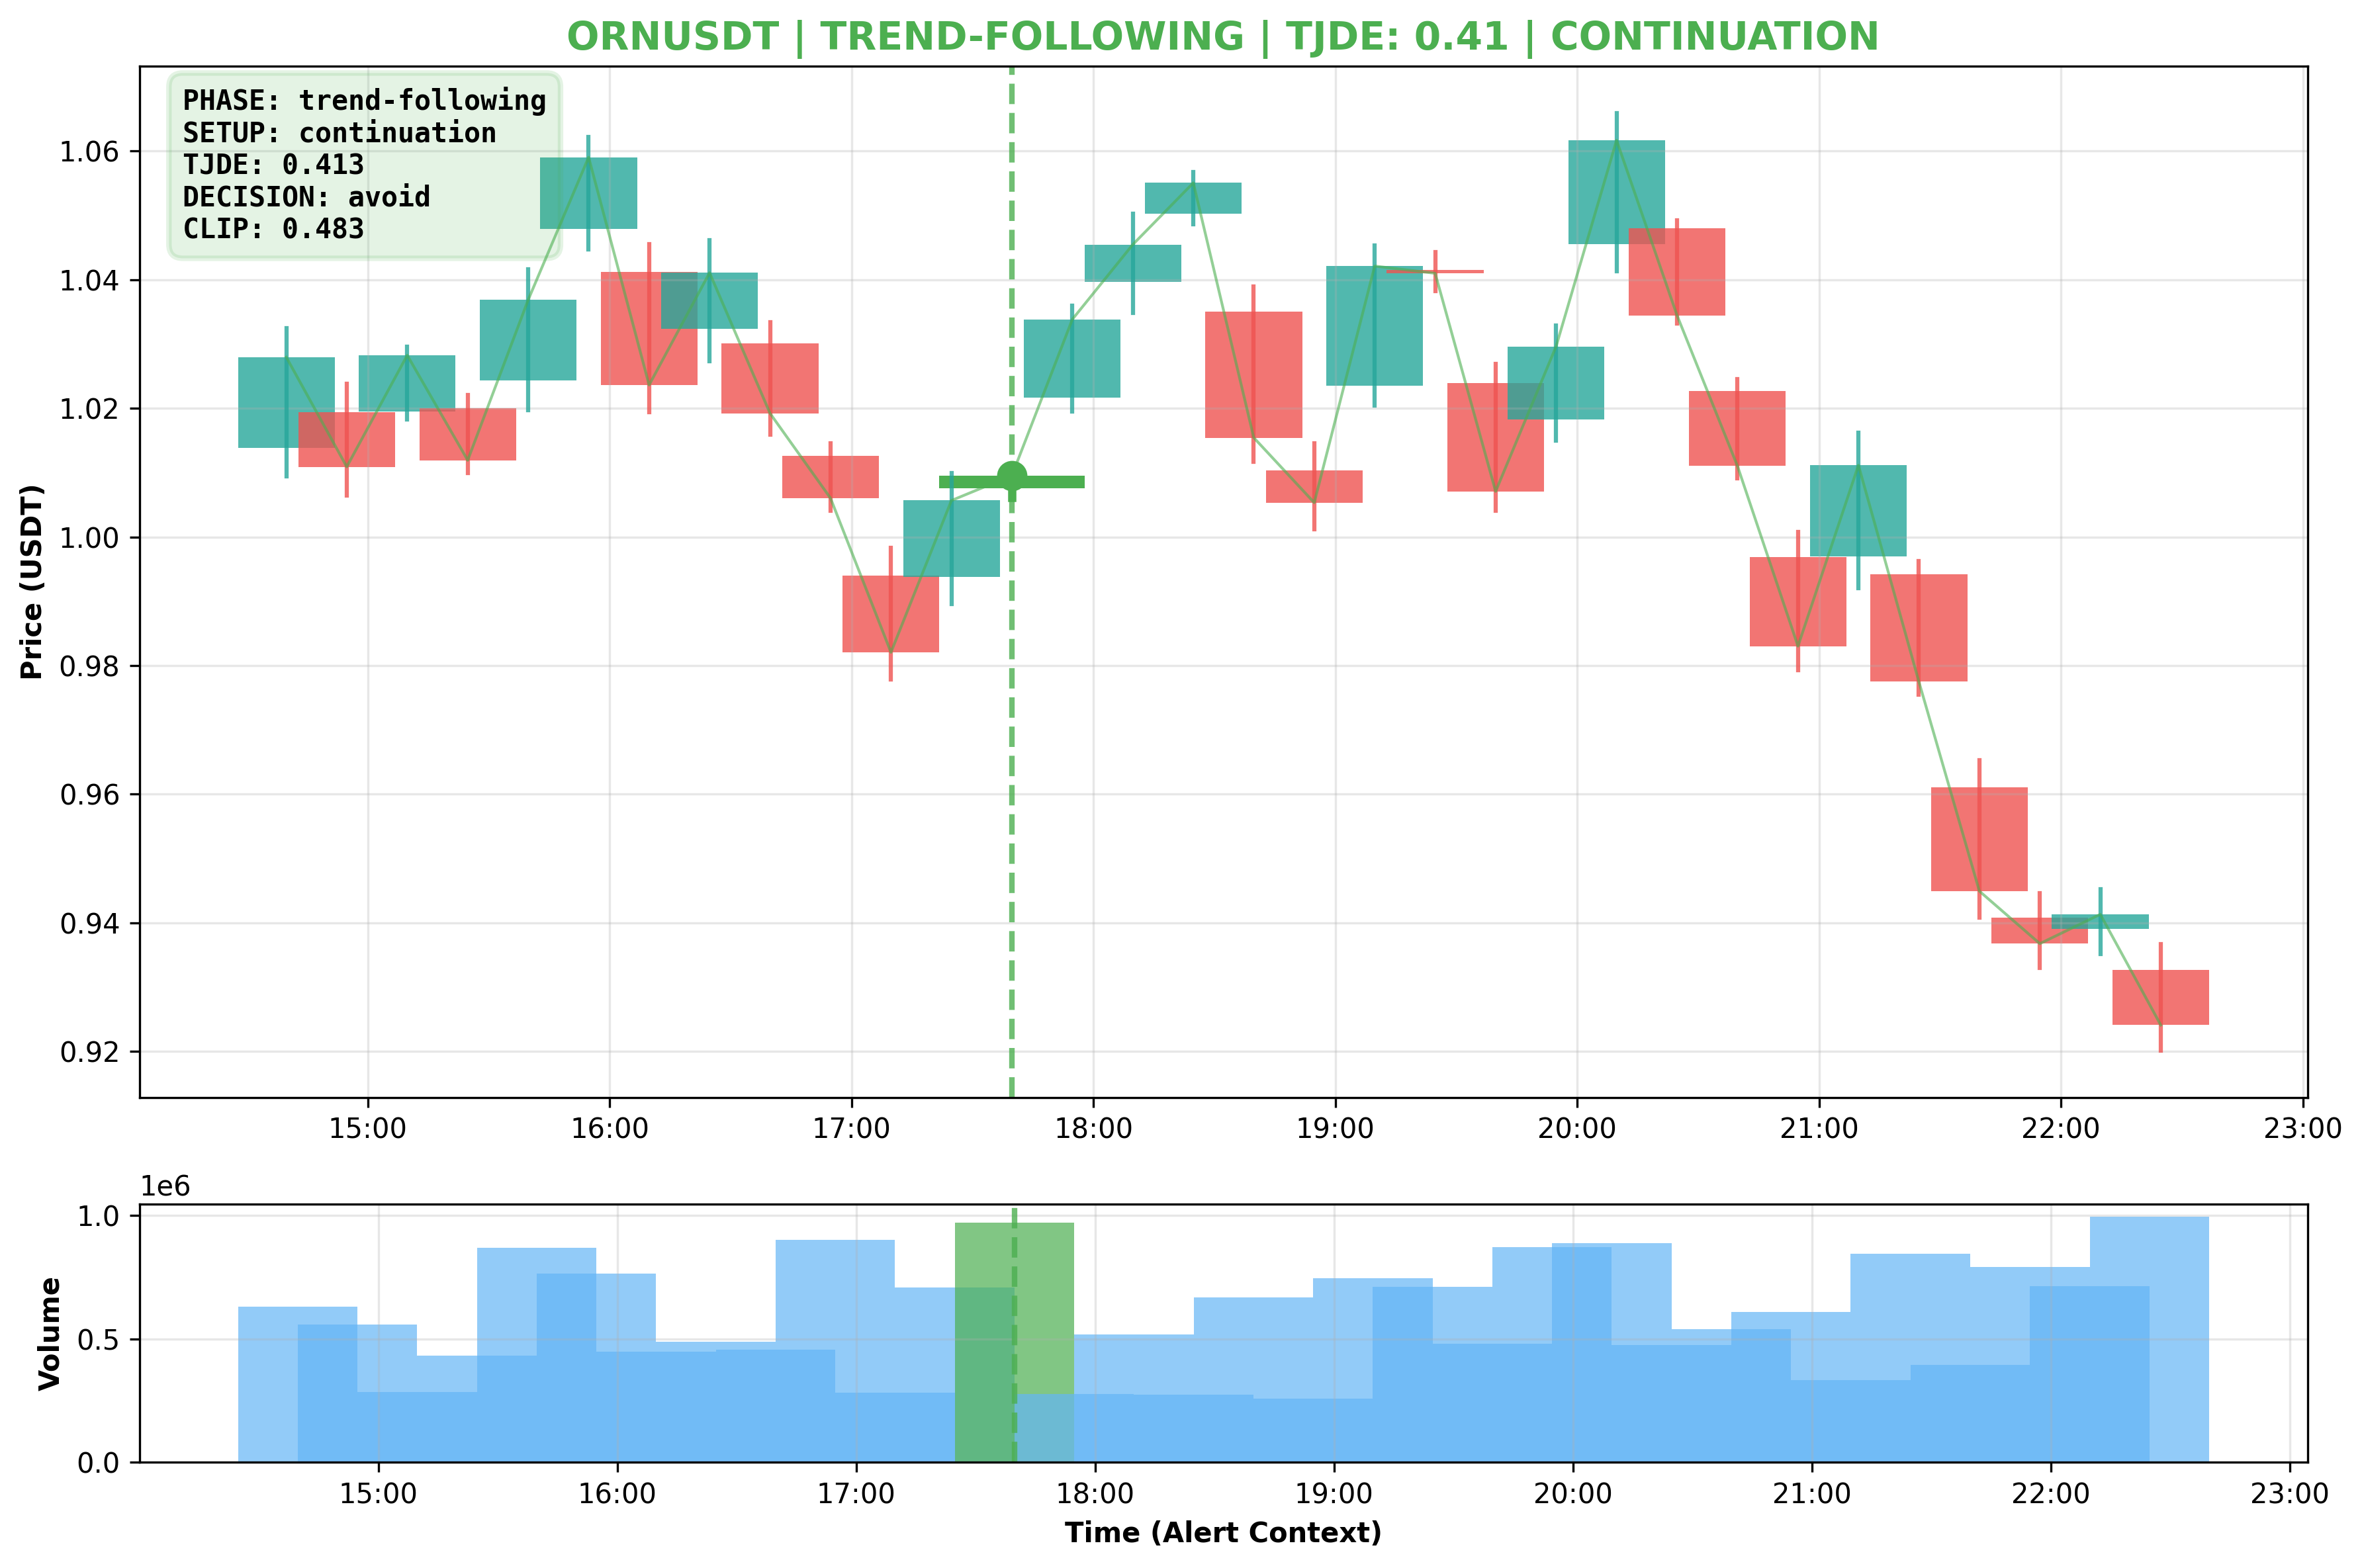 ORNUSDT | TREND-FOLLOWING | TJDE: 0.41 | CONTINUATION
PHASE: trend-following
SETUP: continuation
TJDE: 0.413
DECISION: avoid
CLIP: 0.483
Price (USDT)
1.06
1.04
1.02
1.00
0.98
0.96
0.94
0.92
15:00 16:00 17:00 18:00 19:00 20:00 21:00 22:00 23:00
1e6
Volume
1.0
0.5
0.0
15:00 16:00 17:00 18:00 19:00 20:00 21:00 22:00 23:00
Time (Alert Context)